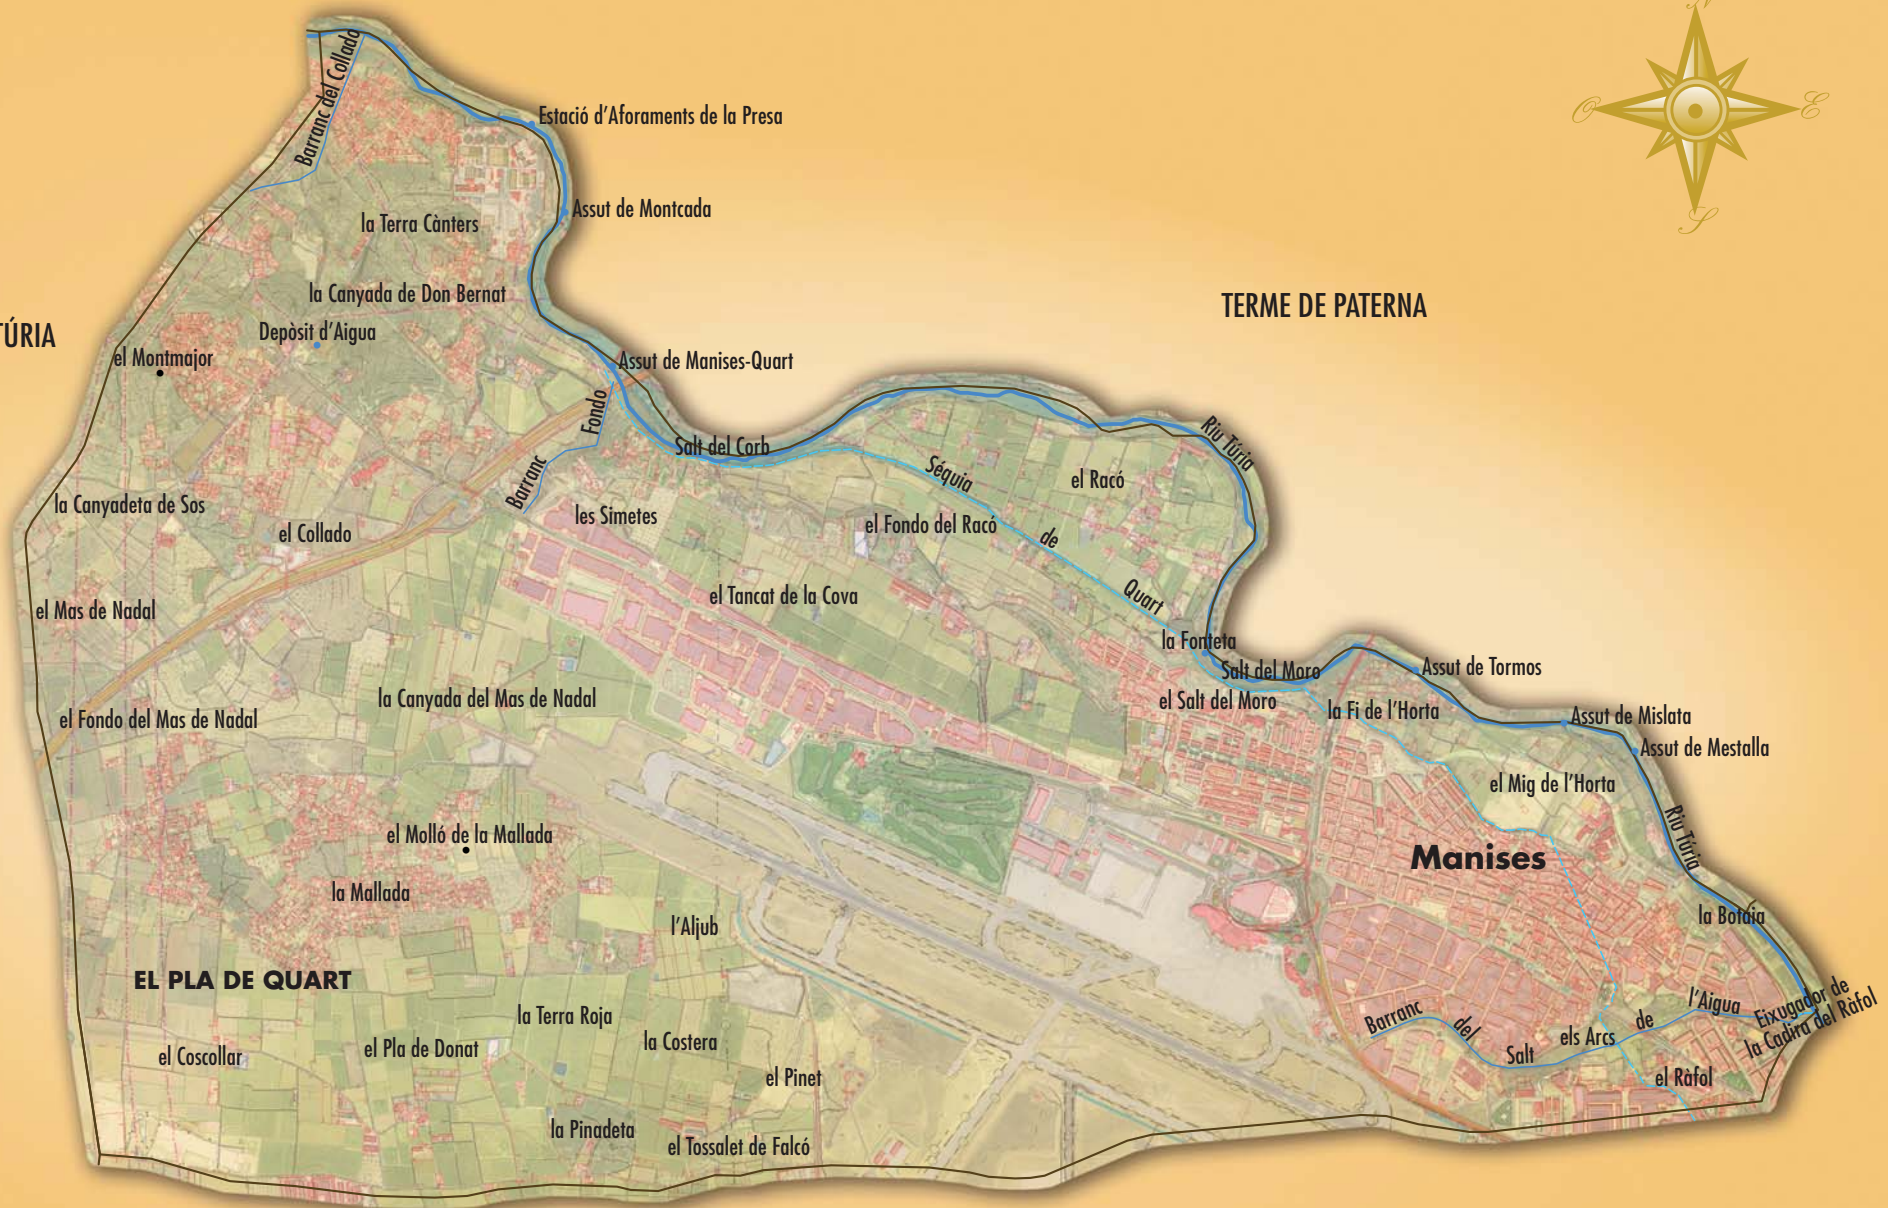 N
O
E
S
Barranc del Collado
Estació d'Aforaments de la Presa
Assut de Montcada
la Terra Cànters
la Canyada de Don Bernat
TERME DE PATERNA
TÚRIA
Depòsit d'Aigua
el Montmajor
Assut de Manises-Quart
Barranc Fondo
Salt del Corb
Riu Túria
Séquia de Quart
el Racó
la Canyadeta de Sos
el Collado
les Simetes
el Fondo del Racó
el Mas de Nadal
el Tancat de la Cova
la Fonteta
Salt del Moro
Assut de Tormos
el Fondo del Mas de Nadal
la Canyada del Mas de Nadal
el Salt del Moro
la Fi de l'Horta
Assut de Mislata
Assut de Mestalla
el Mig de l'Horta
el Molló de la Mallada
Riu Túria
Manises
la Mallada
l'Aljub
la Botaia
EL PLA DE QUART
la Terra Roja
la Costera
el Coscollar
el Pla de Donat
el Pinet
Barranc del Salt de l'Aigua
els Arcs
Eixugador de
la Cadira del Ràfol
el Ràfol
la Pinadeta
el Tossalet de Falcó